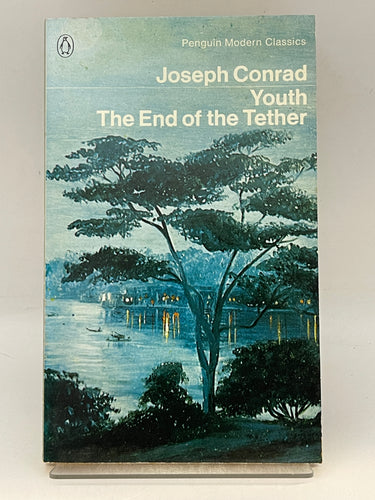 Penguin Modern Classics
Joseph Conrad
Youth
The End of the Tether